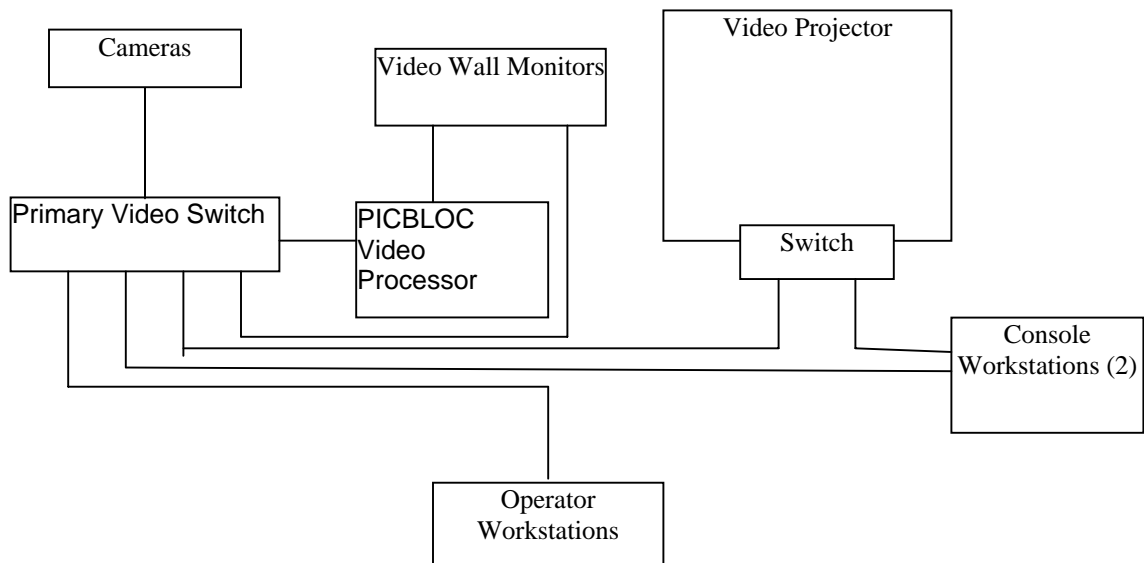 Cameras
Video Wall Monitors
Video Projector
Primary Video Switch
PICBLOC
Video
Processor
Switch
Console
Workstations (2)
Operator
Workstations